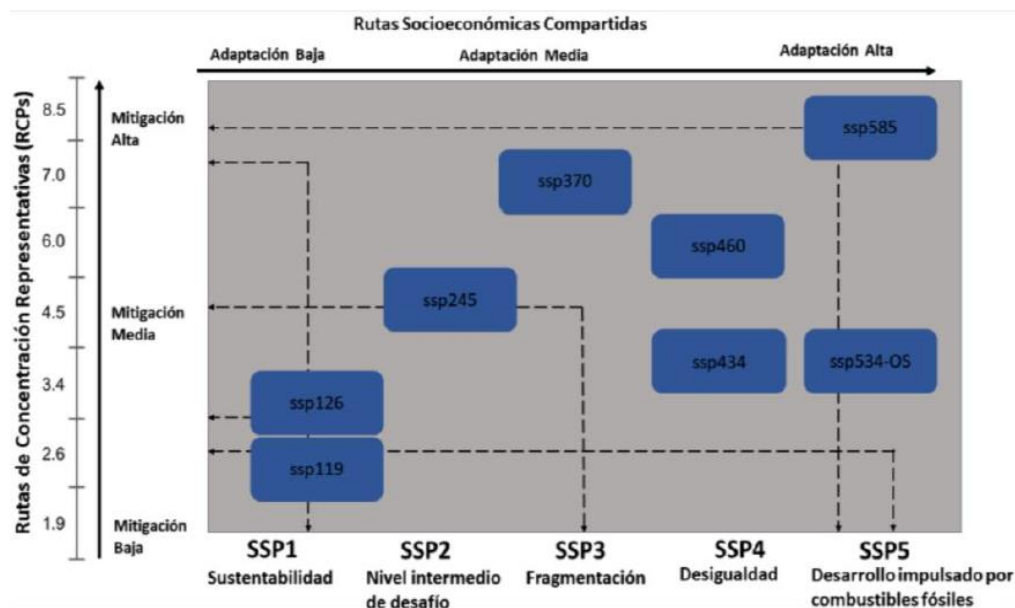 Rutas Socioeconómicas Compartidas
Adaptación Baja
Adaptación Media
Adaptación Alta
Rutas de Concentración Representativas (RCPs)
8.5
7.0
6.0
4.5
3.4
2.6
1.9
Mitigación
Alta
Mitigación
Media
Mitigación
Baja
ssp585
ssp370
ssp460
ssp245
ssp434
ssp534-OS
ssp126
ssp119
SSP1
Sustentabilidad
SSP2
Nivel intermedio
de desafío
SSP3
Fragmentación
SSP4
Desigualdad
SSP5
Desarrollo impulsado por
combustibles fósiles